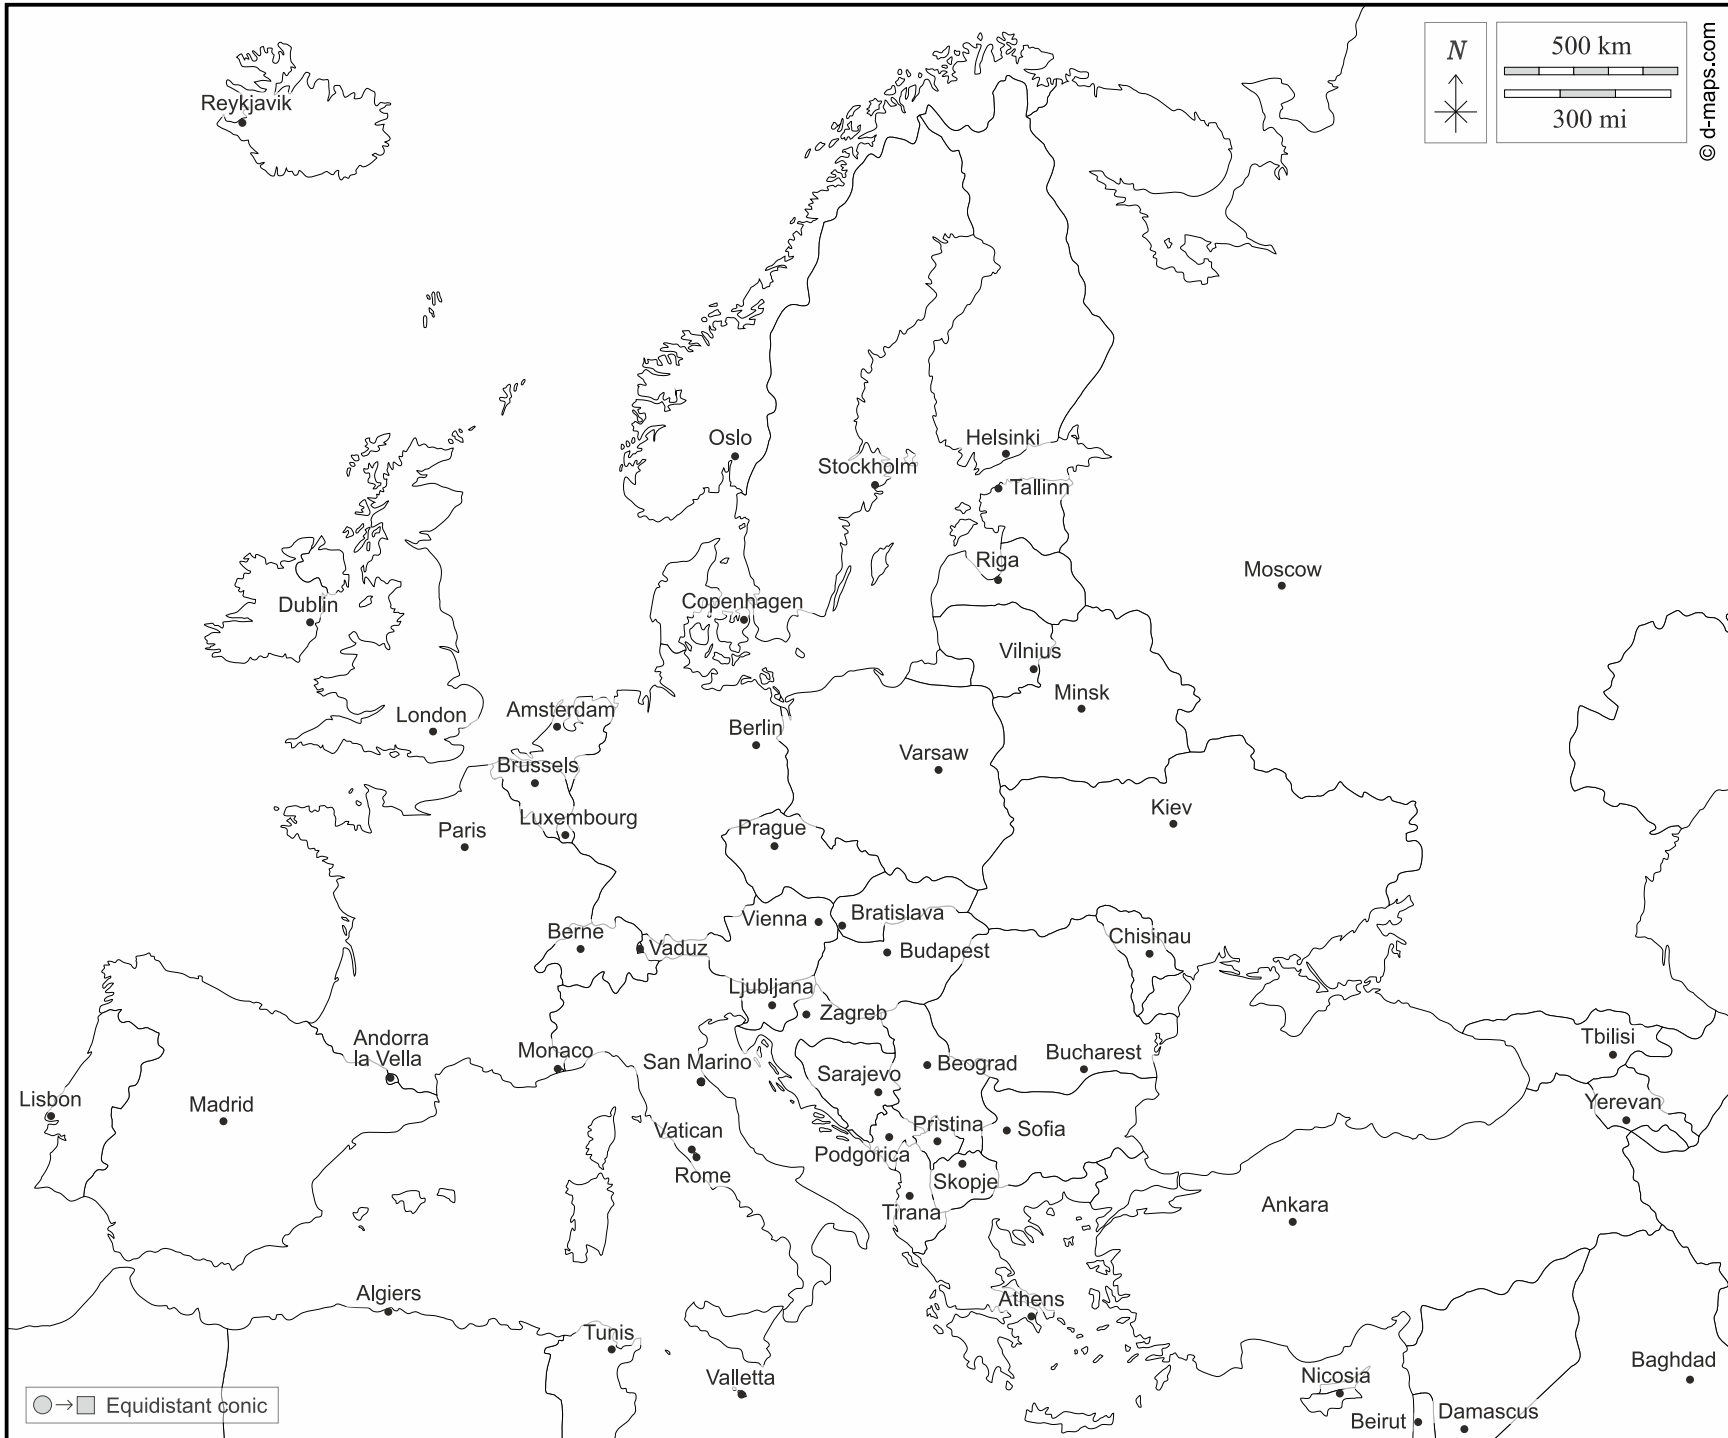 N
500 km
300 mi
© d-maps.com
Reykjavik
Oslo
Helsinki
Stockholm
Tallinn
Riga
Moscow
Copenhagen
Dublin
Vilnius
Minsk
London
Amsterdam
Berlin
Varsaw
Brussels
Kiev
Luxembourg
Paris
Prague
Vienna
Bratislava
Berne
Vaduz
Budapest
Chisinau
Ljubljana
Zagreb
Andorra
la Vella
Monaco
San Marino
Beograd
Bucharest
Tbilisi
Sarajevo
Lisbon
Madrid
Yerevan
Vatican
Rome
Pristina
Sofia
Podgorica
Skopje
Tirana
Ankara
Algiers
Athens
Tunis
Valletta
Nicosia
Baghdad
Beirut
Damascus
Equidistant conic